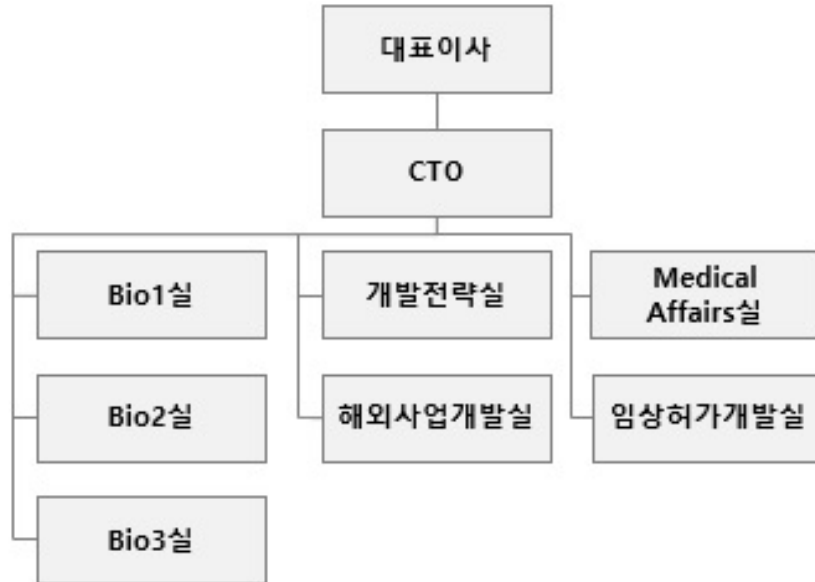 대표이사
CTO
Bio1실
개발전략실
Medical
Affairs실
Bio2실
해외사업개발실
임상허가개발실
Bio3실